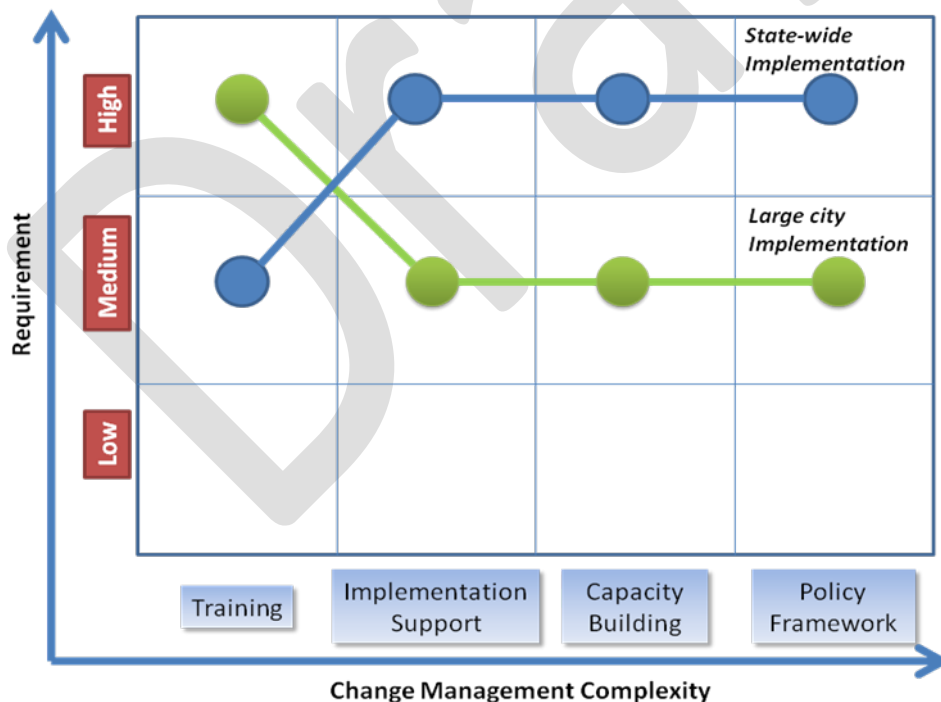 State-wide
Implementation
High
Large city
Implementation
Medium
Requirement
Low
Training
Implementation
Support
Capacity
Building
Policy
Framework
Change Management Complexity
Draft